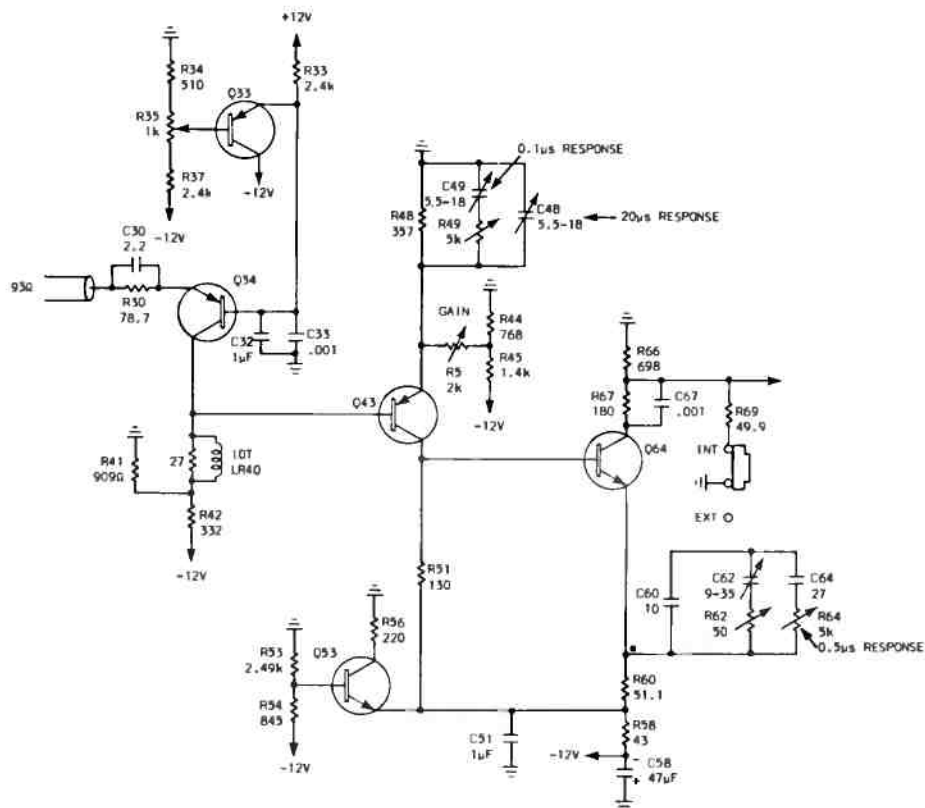 +12V
R34
510
Q33
R33
2.4k
R35
1k
-12V
R37
2.4k
-12V
0.1µs RESPONSE
C49
5.5-18
R48
357
R49
5k
C48
5.5-18
20µs RESPONSE
C30
2.2
93Ω
R30
78.7
Q34
C32
1µF
C33
.001
GAIN
R44
768
R5
2k
R45
1.4k
-12V
R66
698
R67
180
C67
.001
R69
49.9
Q43
Q64
INT
EXT
R41
909Ω
27
10T
LR40
R42
332
-12V
R51
130
C60
10
C62
9-35
C64
27
R62
50
R64
5k
0.5µs RESPONSE
R56
220
R53
2.49k
Q53
R54
845
-12V
R60
51.1
C51
1µF
R58
43
-12V
-
+
C58
47µF